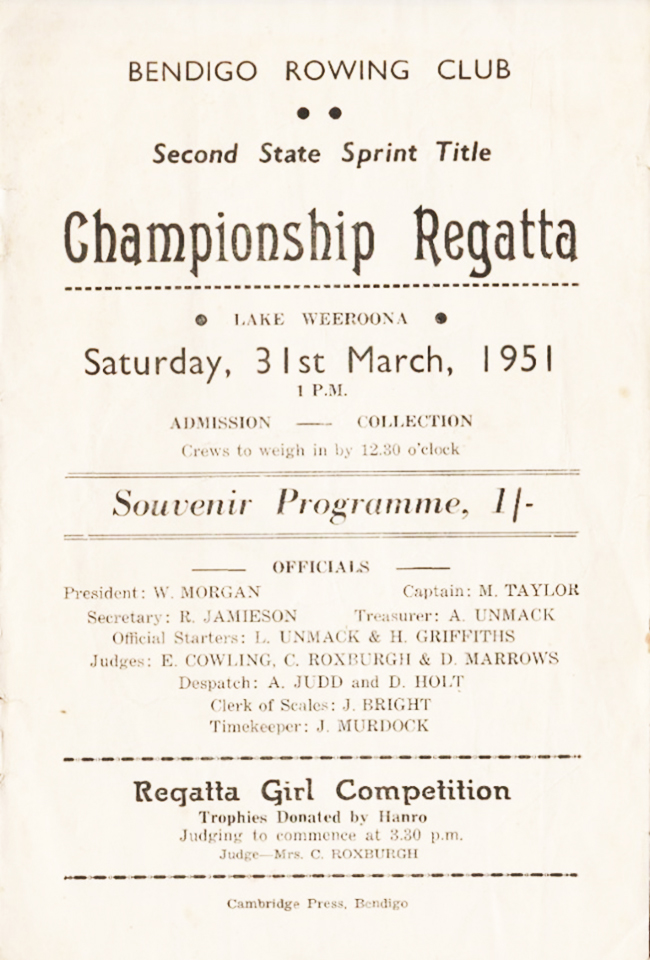 BENDIGO ROWING CLUB
Second State Sprint Title
Championship Regatta
LAKE WEEROONA
Saturday, 31st March, 1951
1 P.M.
ADMISSION — COLLECTION
Crews to weigh in by 12.30 o'clock
Souvenir Programme, 1/-
OFFICIALS
President: W. MORGAN Captain: M. TAYLOR
Secretary: R. JAMIESON Treasurer: A. UNMACK
Official Starters: L. UNMACK & H. GRIFFITHS
Judges: E. COWLING, C. ROXBURGH & D. MARROWS
Despatch: A. JUDD and D. HOLT
Clerk of Scales: J. BRIGHT
Timekeeper: J. MURDOCK
Regatta Girl Competition
Trophies Donated by Hanro
Judging to commence at 3.30 p.m.
Judge—Mrs. C. ROXBURGH
Cambridge Press, Bendigo